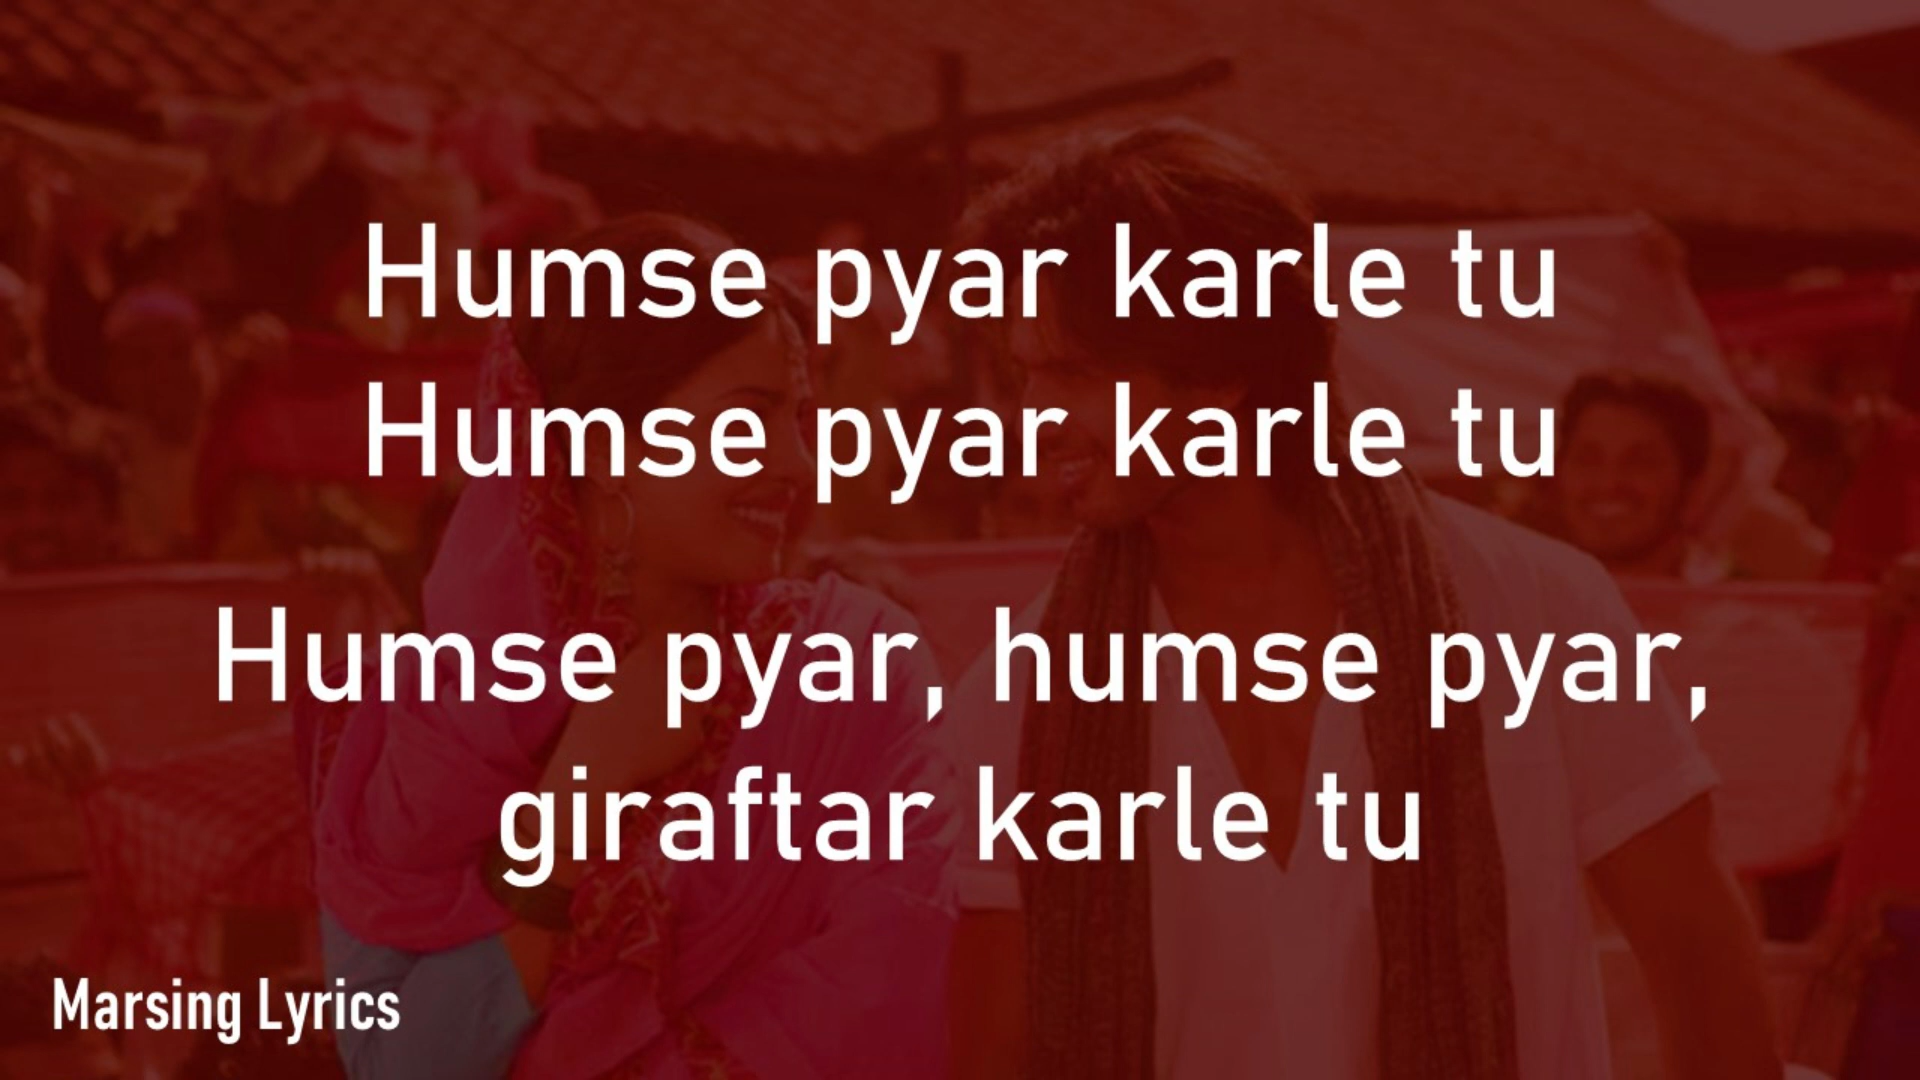 Humse pyar karle tu
Humse pyar karle tu
Humse pyar, humse pyar,
giraftar karle tu
Marsing Lyrics